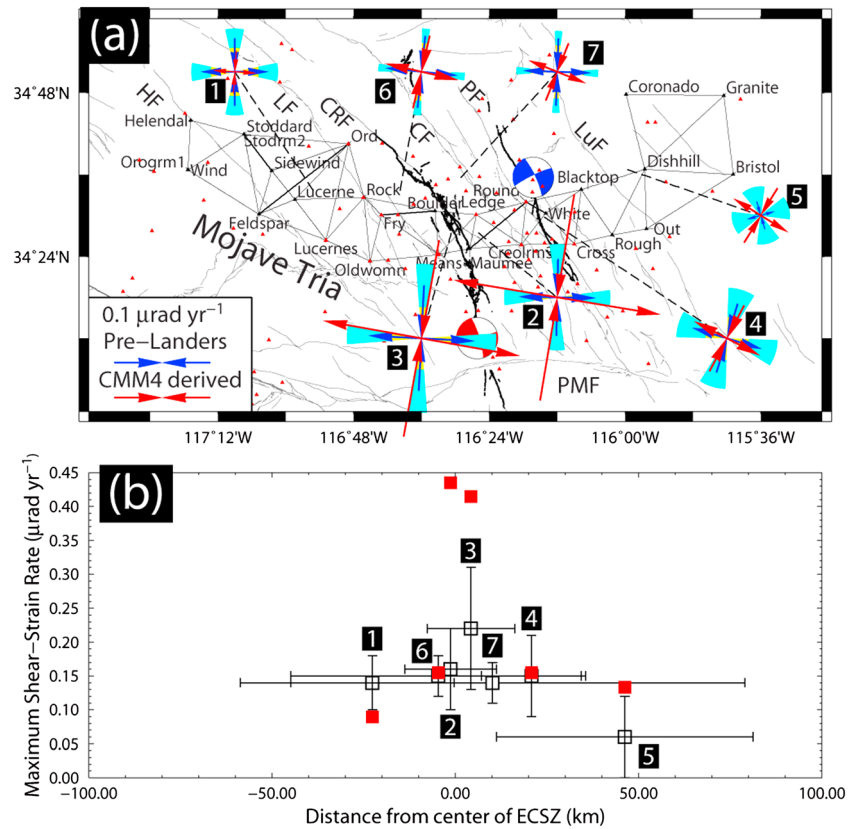 (a)
1
6
7
34˚48'N
HF
LF
CRF
CF
PF
LuF
Coronado
Granite
Helendal
Stoddard
Stodrm2
Ord
Orogrm1
Wind
Sidewind
Dishhill
Bristol
Blacktop
Lucerne
Rock
Round
Boulder
Ledge
White
5
Feldspar
Fry
Lucernes
Rough
Out
34˚24'N
Oldwomn
Means
Maumee
Creolrms
Cross
Mojave Tria
0.1 μrad yr⁻¹
Pre−Landers
CMM4 derived
3
2
4
PMF
117˚12'W
116˚48'W
116˚24'W
116˚00'W
115˚36'W
(b)
Maximum Shear−Strain Rate (μrad yr⁻¹)
0.45
0.40
0.35
0.30
0.25
0.20
0.15
0.10
0.05
0.00
1
6
2
3
7
4
5
−100.00
−50.00
0.00
50.00
100.00
Distance from center of ECSZ (km)